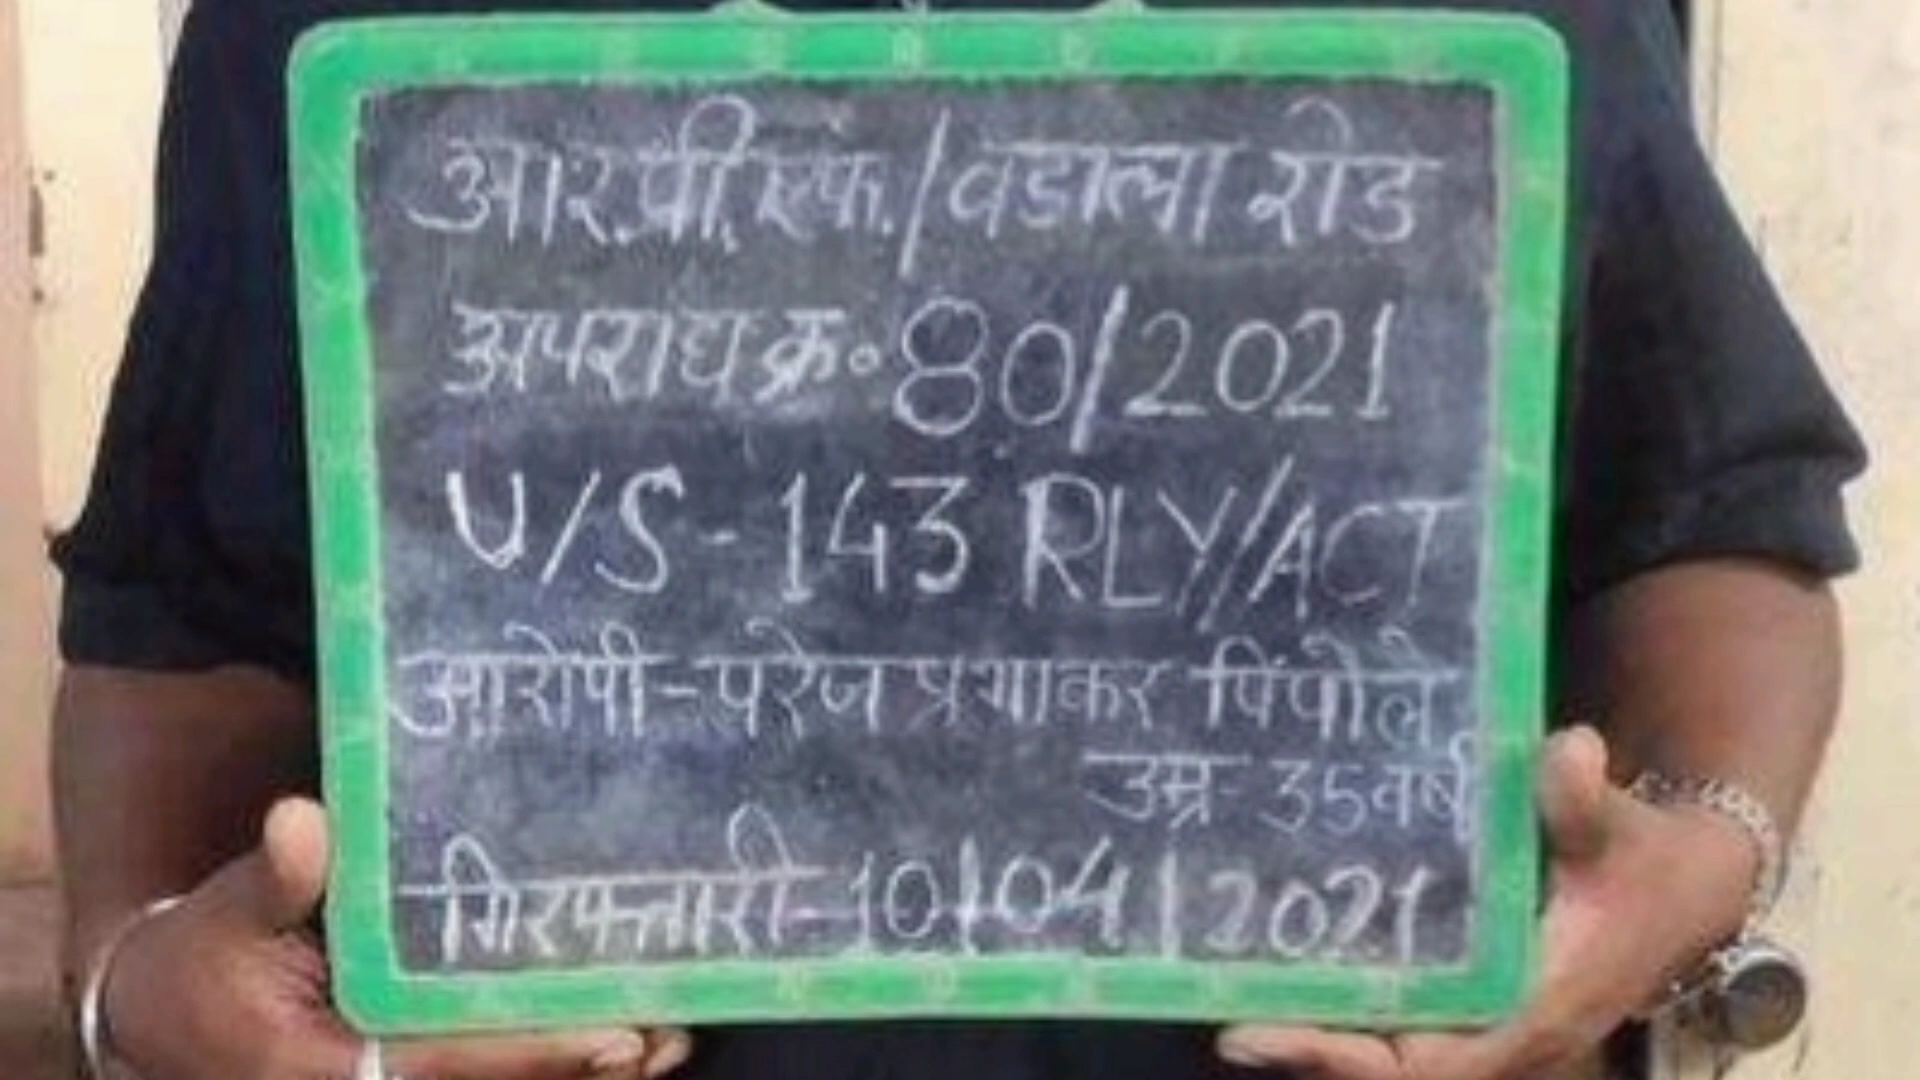 आर.पी.एफ./वडाला रोड
अपराध क्र॰ 80/2021
U/S-143 RLY/ACT
आरोपी-परेन प्रभाकर पिंपोले
उम्र- 35वर्ष
गिरफ्तारी-10/04/2021